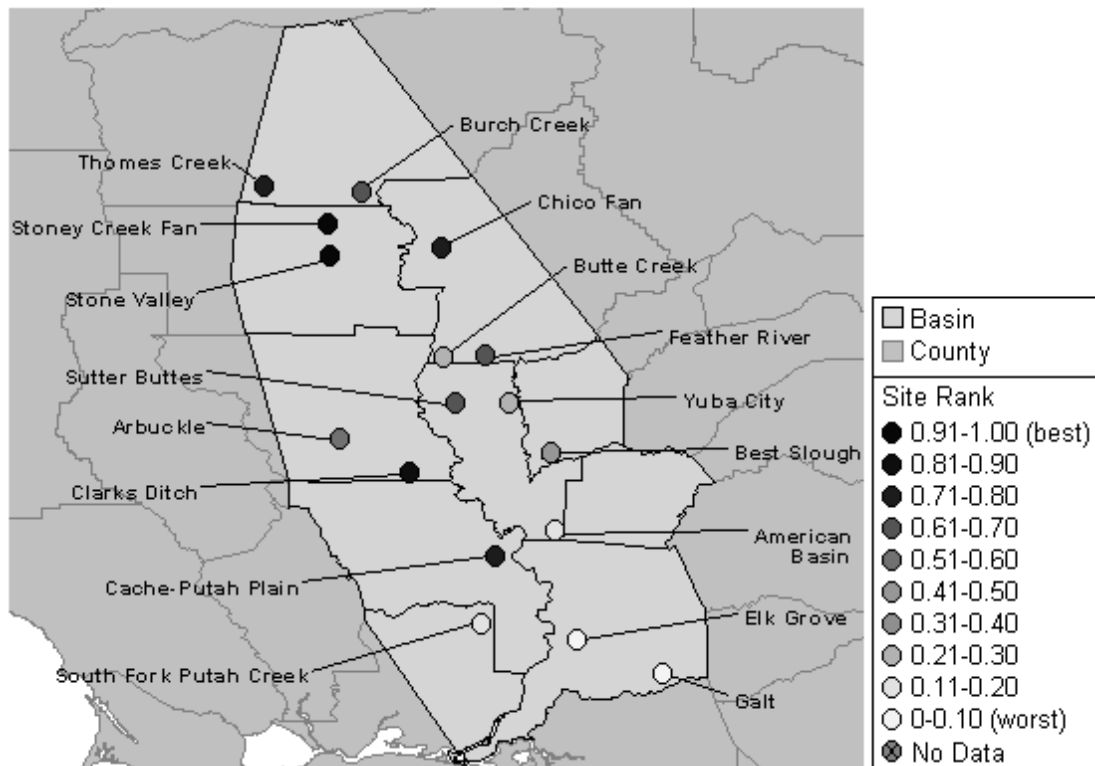 Burch Creek
Thomes Creek
Stoney Creek Fan
Chico Fan
Butte Creek
Stone Valley
Feather River
Sutter Buttes
Yuba City
Arbuckle
Best Slough
Clarks Ditch
American
Basin
Cache-Putah Plain
Elk Grove
South Fork Putah Creek
Galt
Basin
County
Site Rank
0.91-1.00 (best)
0.81-0.90
0.71-0.80
0.61-0.70
0.51-0.60
0.41-0.50
0.31-0.40
0.21-0.30
0.11-0.20
0-0.10 (worst)
No Data